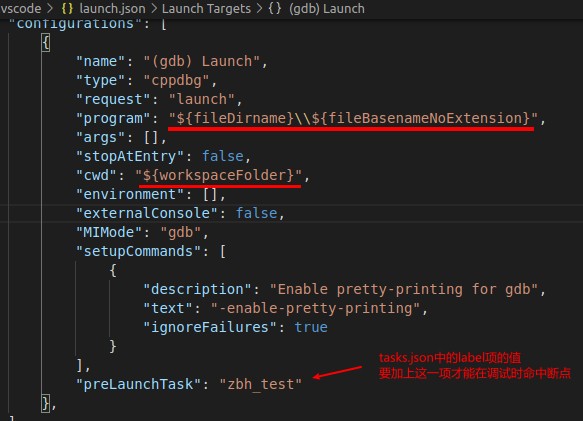 vscode > {} launch.json > Launch Targets > {} (gdb) Launch
"configurations": [
{
"name": "(gdb) Launch",
"type": "cppdbg",
"request": "launch",
"program": "${fileDirname}\\${fileBasenameNoExtension}",
"args": [],
"stopAtEntry": false,
"cwd": "${workspaceFolder}",
"environment": [],
"externalConsole": false,
"MIMode": "gdb",
"setupCommands": [
{
"description": "Enable pretty-printing for gdb",
"text": "-enable-pretty-printing",
"ignoreFailures": true
}
],
tasks.json中的label项的值
要加上这一项才能在调试时命中断点
"preLaunchTask": "zbh_test"
},